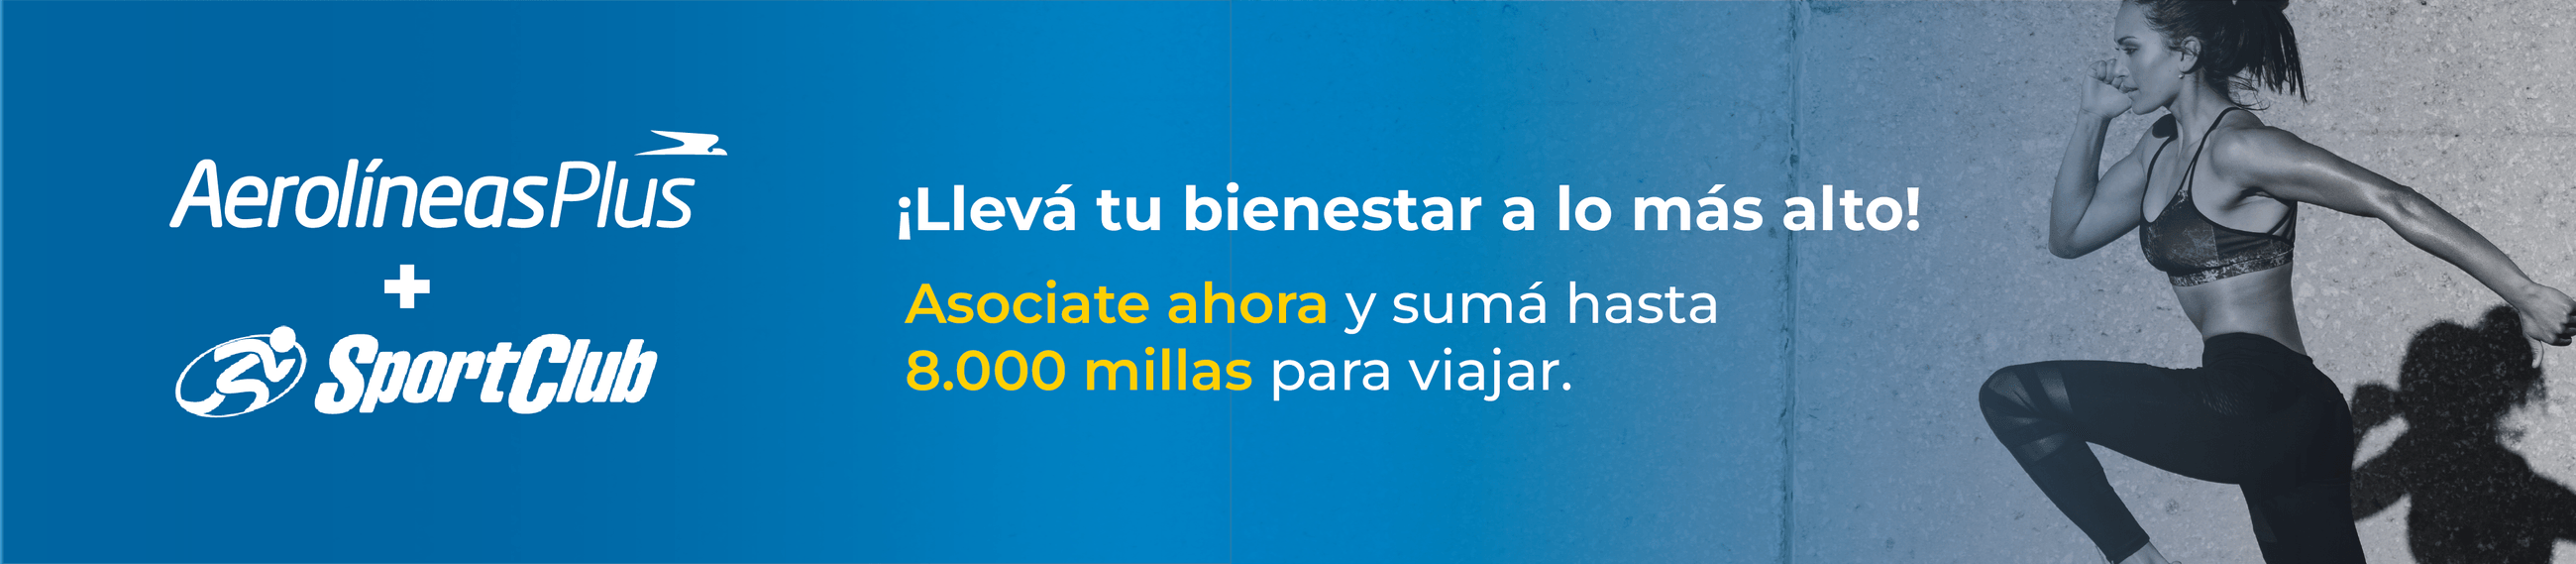 AerolíneasPlus
+
SportClub
¡Llevá tu bienestar a lo más alto!
Asociate ahora y sumá hasta
8.000 millas para viajar.